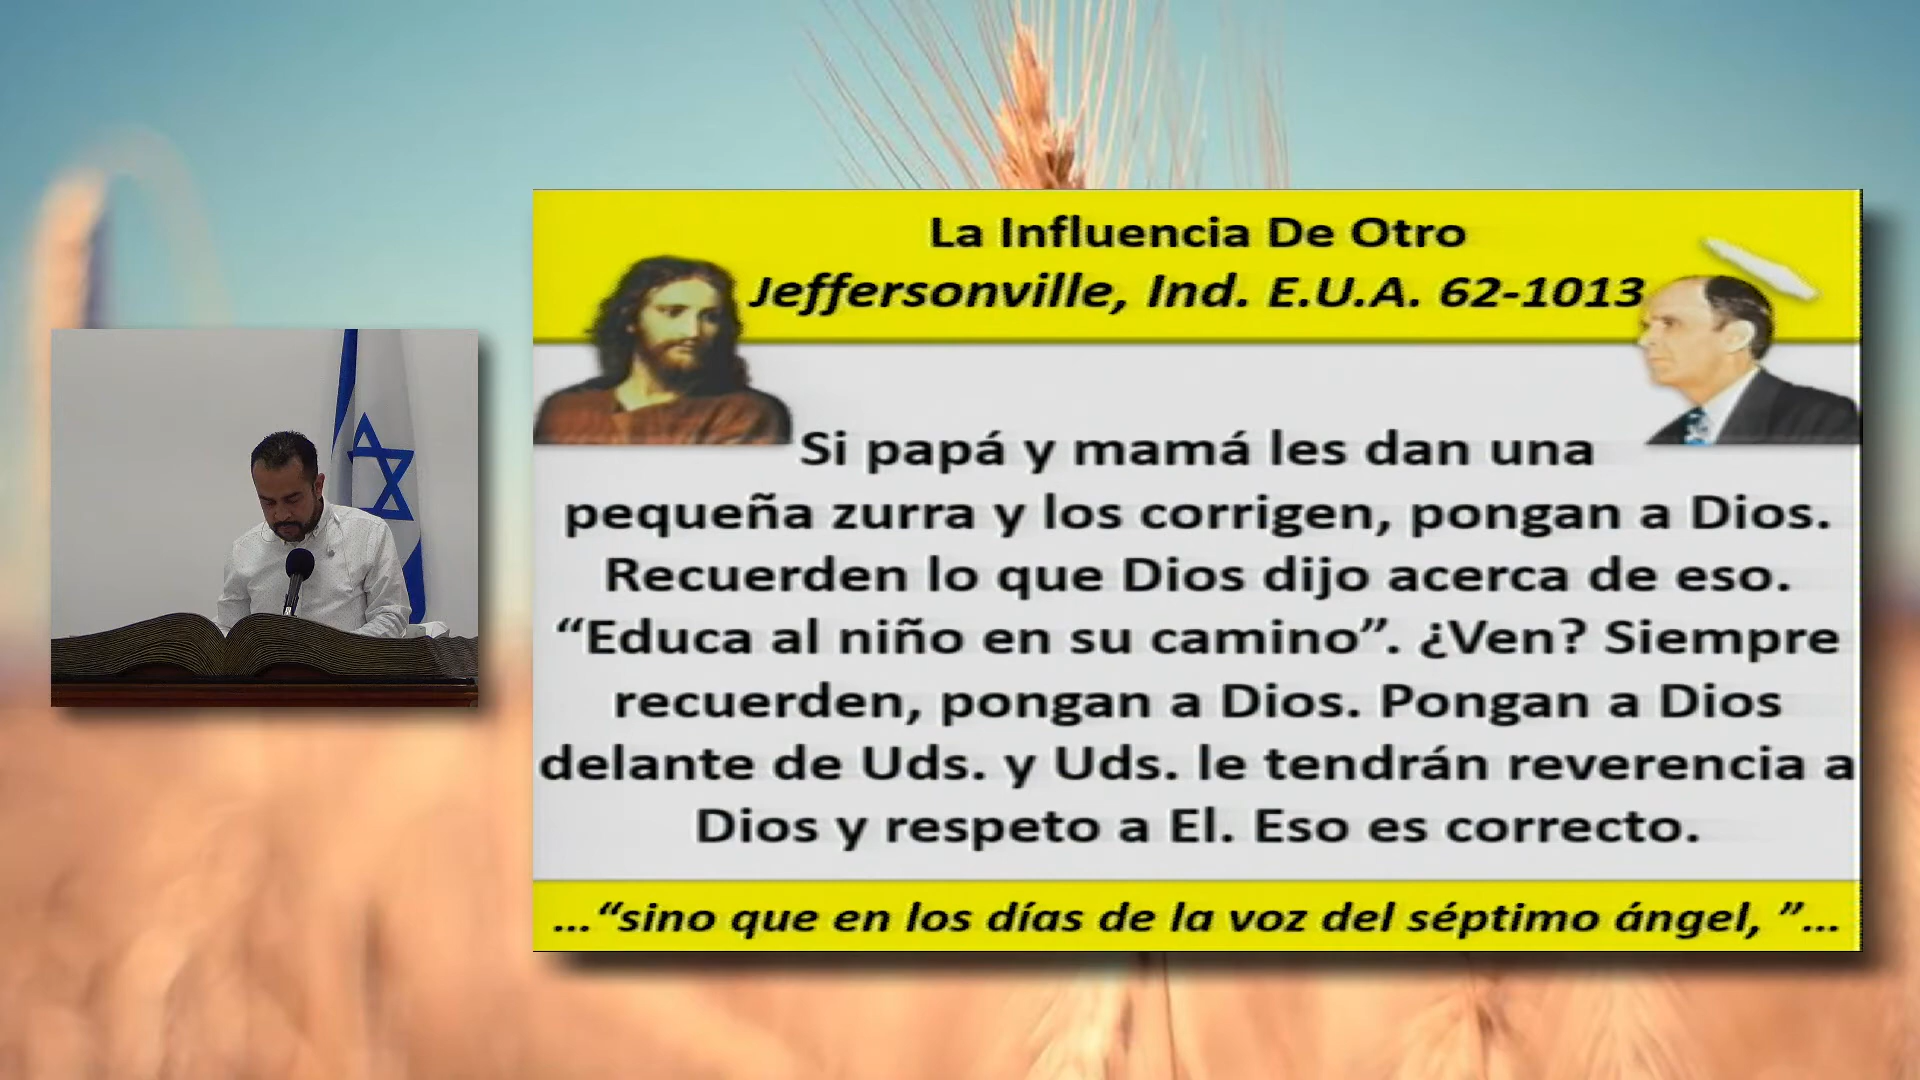 La Influencia De Otro
Jeffersonville, Ind. E.U.A. 62-1013
Si papá y mamá les dan una
pequeña zurra y los corrigen, pongan a Dios.
Recuerden lo que Dios dijo acerca de eso.
“Educa al niño en su camino”. ¿Ven? Siempre
recuerden, pongan a Dios. Pongan a Dios
delante de Uds. y Uds. le tendrán reverencia a
Dios y respeto a El. Eso es correcto.
...“sino que en los días de la voz del séptimo ángel, ”...